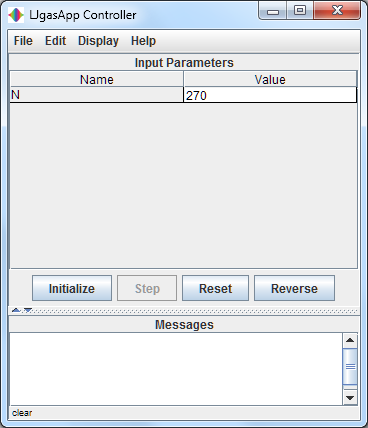 LJgasApp Controller
File Edit Display Help
Input Parameters
Name Value
N 270
Initialize Step Reset Reverse
Messages
clear